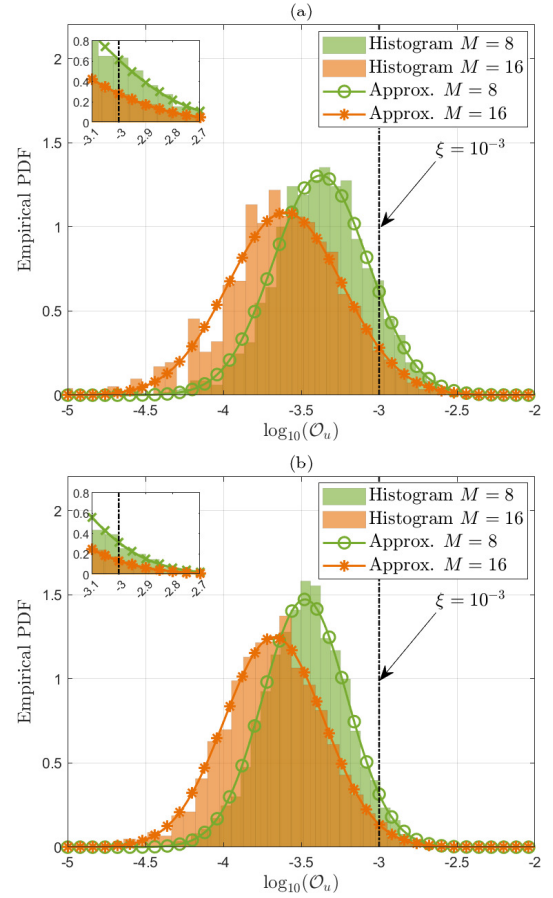 (a)
Histogram M = 8
Histogram M = 16
Approx. M = 8
Approx. M = 16
ξ = 10⁻³
0.8
0.6
0.4
0.2
0
-3.1 -3 -2.9 -2.8 -2.7
Empirical PDF
2
1.5
1
0.5
0
-5 -4.5 -4 -3.5 -3 -2.5 -2
log₁₀(𝒪ᵤ)
(b)
Histogram M = 8
Histogram M = 16
Approx. M = 8
Approx. M = 16
ξ = 10⁻³
0.8
0.6
0.4
0.2
0
-3.1 -3 -2.9 -2.8 -2.7
Empirical PDF
2
1.5
1
0.5
0
-5 -4.5 -4 -3.5 -3 -2.5 -2
log₁₀(𝒪ᵤ)